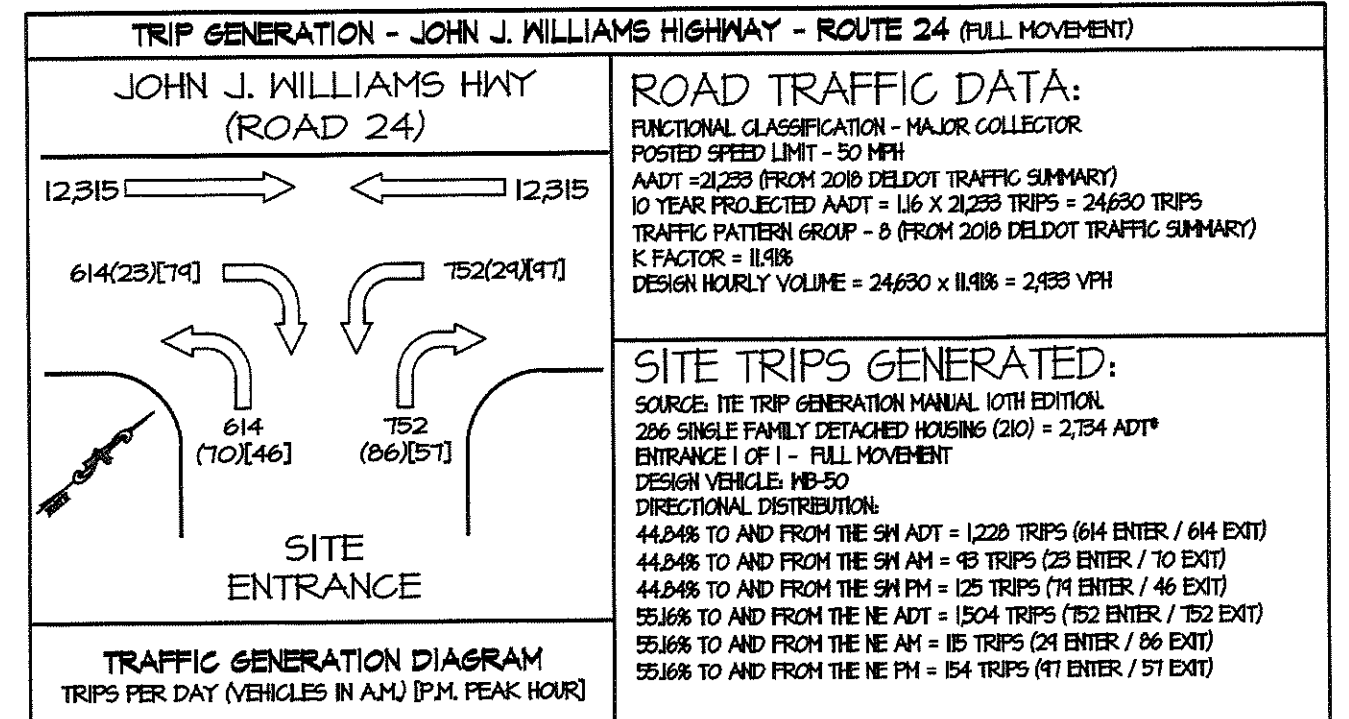 TRIP GENERATION - JOHN J. WILLIAMS HIGHWAY - ROUTE 24 (FULL MOVEMENT)
JOHN J. WILLIAMS HWY
(ROAD 24)
12,315
12,315
614(23)[79]
752(29)[97]
614
(70)[46]
752
(86)[57]
SITE
ENTRANCE
TRAFFIC GENERATION DIAGRAM
TRIPS PER DAY (VEHICLES IN A.M.) [P.M. PEAK HOUR]
ROAD TRAFFIC DATA:
FUNCTIONAL CLASSIFICATION - MAJOR COLLECTOR
POSTED SPEED LIMIT - 50 MPH
AADT =21,233 (FROM 2018 DELDOT TRAFFIC SUMMARY)
10 YEAR PROJECTED AADT = 1.16 X 21,233 TRIPS = 24,630 TRIPS
TRAFFIC PATTERN GROUP - 8 (FROM 2018 DELDOT TRAFFIC SUMMARY)
K FACTOR = 11.91%
DESIGN HOURLY VOLUME = 24,630 x 11.91% = 2,933 VPH
SITE TRIPS GENERATED:
SOURCE: ITE TRIP GENERATION MANUAL 10TH EDITION.
286 SINGLE FAMILY DETACHED HOUSING (210) = 2,734 ADT*
ENTRANCE 1 OF 1 - FULL MOVEMENT
DESIGN VEHICLE: WB-50
DIRECTIONAL DISTRIBUTION:
44.84% TO AND FROM THE SW ADT = 1,228 TRIPS (614 ENTER / 614 EXIT)
44.84% TO AND FROM THE SW AM = 93 TRIPS (23 ENTER / 70 EXIT)
44.84% TO AND FROM THE SW PM = 125 TRIPS (79 ENTER / 46 EXIT)
55.16% TO AND FROM THE NE ADT = 1,504 TRIPS (752 ENTER / 752 EXIT)
55.16% TO AND FROM THE NE AM = 115 TRIPS (29 ENTER / 86 EXIT)
55.16% TO AND FROM THE NE PM = 154 TRIPS (97 ENTER / 57 EXIT)